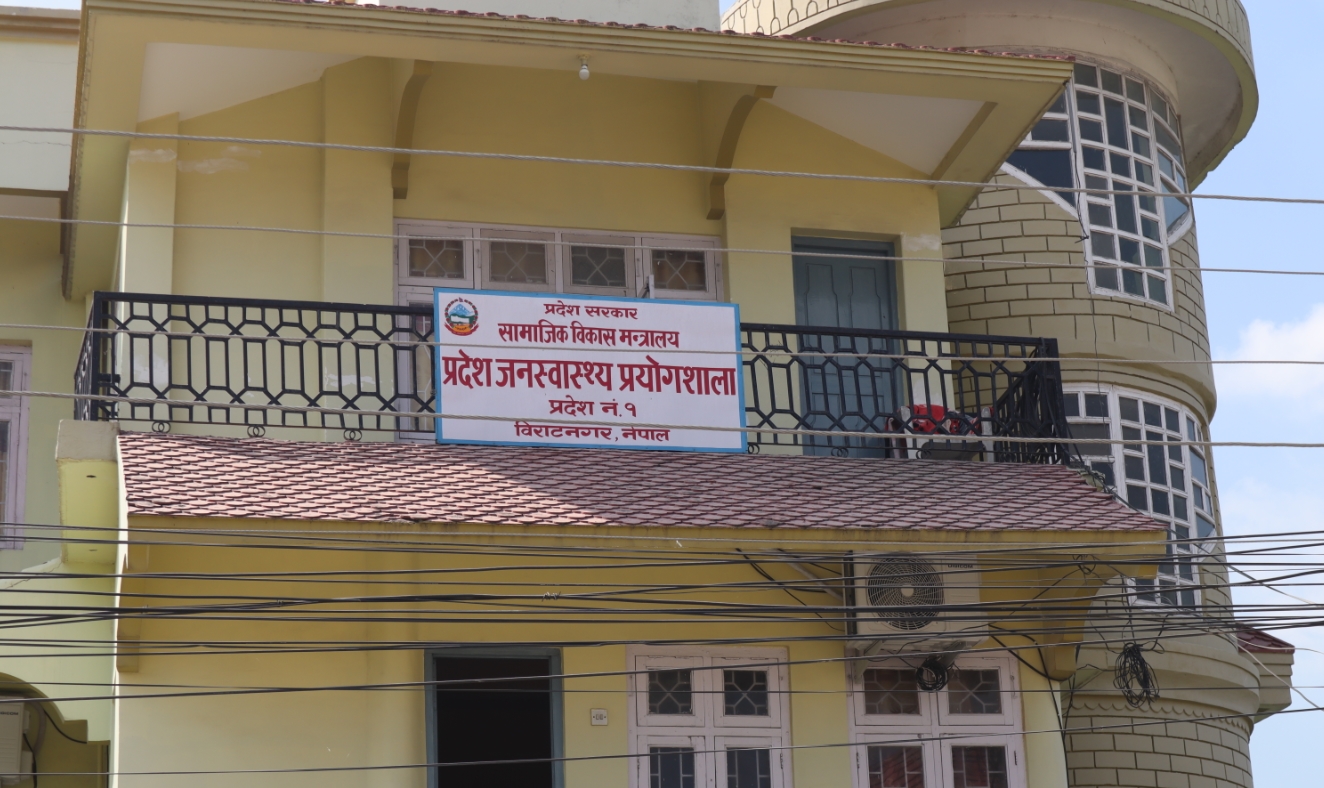 प्रदेश सरकार
सामाजिक विकास मन्त्रालय
प्रदेश जनस्वास्थ्य प्रयोगशाला
प्रदेश नं.१
विराटनगर, नेपाल